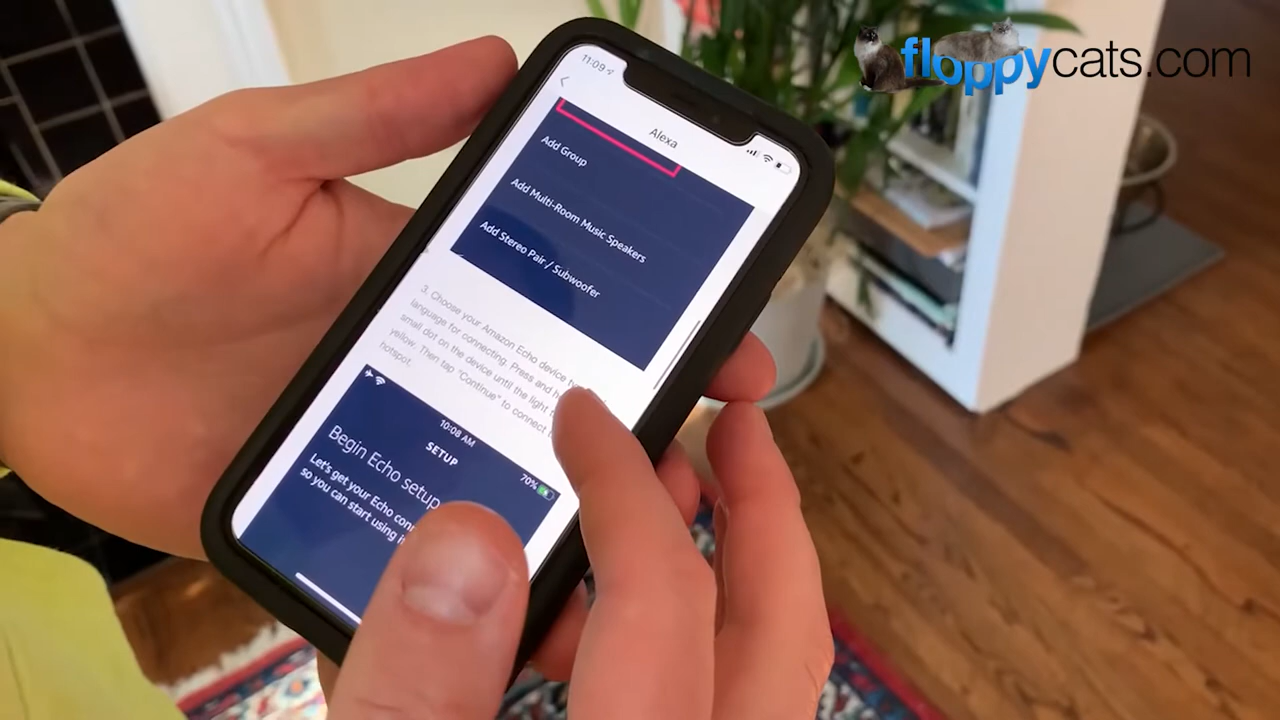 floppycats.com
11:09
Alexa
Add Group
Add Multi-Room Music Speakers
Add Stereo Pair / Subwoofer
3. Choose your Amazon Echo device
language for connecting. Press and
small dot on the device until the light
yellow. Then tap "Continue" to connect
hotspot.
10:08 AM
70%
SETUP
Begin Echo setup
Let's get your Echo
so you can start using